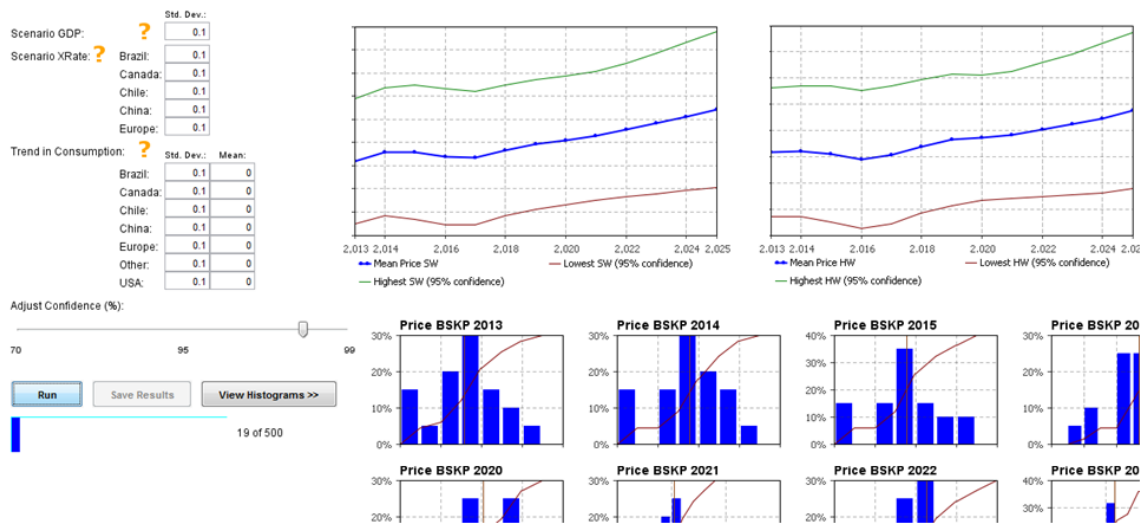 Std. Dev.:
Scenario GDP: ? 0.1
Scenario XRate: ? Brazil: 0.1
Canada: 0.1
Chile: 0.1
China: 0.1
Europe: 0.1
Trend in Consumption: ? Std. Dev.: Mean:
Brazil: 0.1 0
Canada: 0.1 0
Chile: 0.1 0
China: 0.1 0
Europe: 0.1 0
Other: 0.1 0
USA: 0.1 0
Adjust Confidence (%):
70 95 99
Run Save Results View Histograms >>
19 of 500
2,013 2,014 2,016 2,018 2,020 2,022 2,024 2,025
Mean Price SW Lowest SW (95% confidence)
Highest SW (95% confidence)
2,013 2,014 2,016 2,018 2,020 2,022 2,024 2,02
Mean Price HW Lowest HW (95% confidence)
Highest HW (95% confidence)
Price BSKP 2013
30%
20%
10%
0%
Price BSKP 2014
30%
20%
10%
0%
Price BSKP 2015
40%
30%
20%
10%
0%
Price BSKP 20
30%
20%
10%
0%
Price BSKP 2020
30%
20%
Price BSKP 2021
30%
20%
Price BSKP 2022
30%
20%
Price BSKP 20
40%
30%